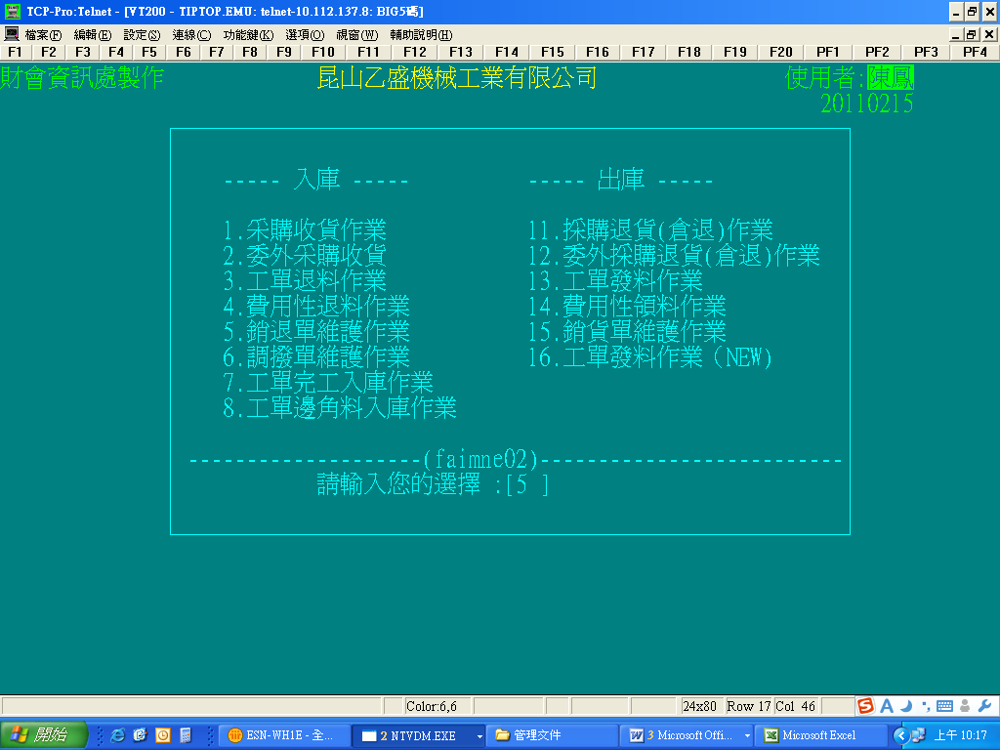 TCP-Pro:Telnet - [VT200 - TIPTOP.EMU: telnet-10.112.137.8: BIG5碼]
檔案(F) 編輯(E) 設定(S) 連線(C) 功能鍵(K) 選項(O) 視窗(W) 輔助說明(H)
F1 F2 F3 F4 F5 F6 F7 F8 F9 F10 F11 F12 F13 F14 F15 F16 F17 F18 F19 F20 PF1 PF2 PF3 PF4
財會資訊處製作 昆山乙盛機械工業有限公司 使用者:陳鳳
20110215
----- 入庫 ----- ----- 出庫 -----
1.采購收貨作業 11.採購退貨(倉退)作業
2.委外采購收貨 12.委外採購退貨(倉退)作業
3.工單退料作業 13.工單發料作業
4.費用性退料作業 14.費用性領料作業
5.銷退單維護作業 15.銷貨單維護作業
6.調撥單維護作業 16.工單發料作業（NEW)
7.工單完工入庫作業
8.工單邊角料入庫作業
--------------------(faimne02)--------------------------
請輸入您的選擇 :[5 ]
Color:6,6 24x80 Row 17 Col 46
開始 ESN-WH1E - 全... 2 NTVDM.EXE 管理文件 3 Microsoft Offi... Microsoft Excel 上午 10:17